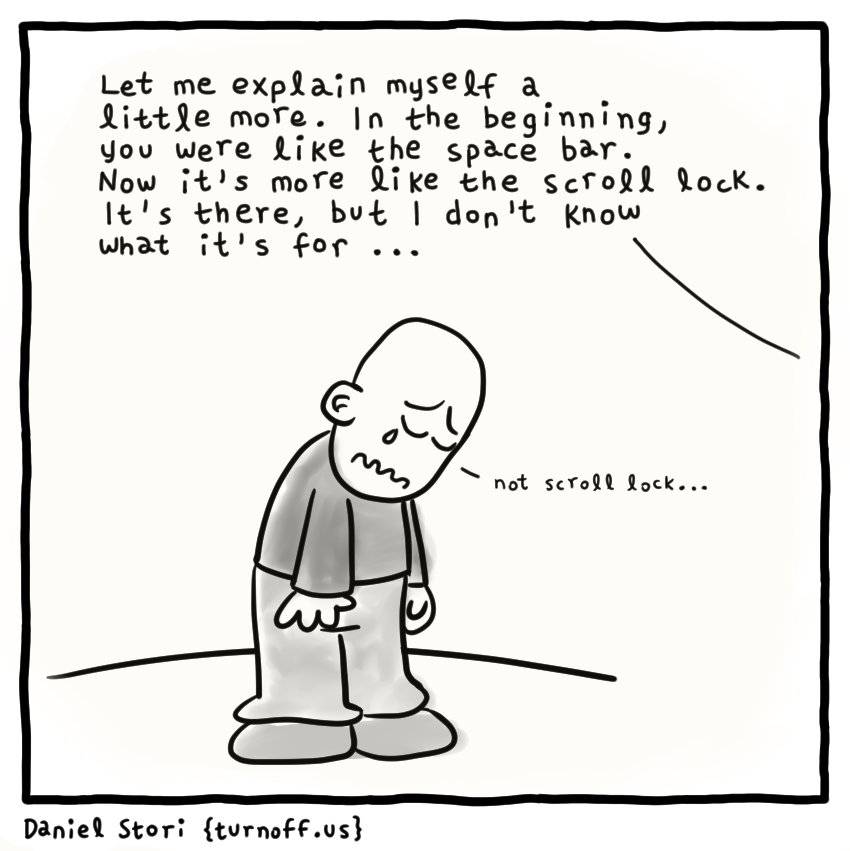 Let me explain myself a
little more. In the beginning,
you were like the space bar.
Now it's more like the scroll lock.
It's there, but I don't know
what it's for ...
not scroll lock...
Daniel Stori {turnoff.us}